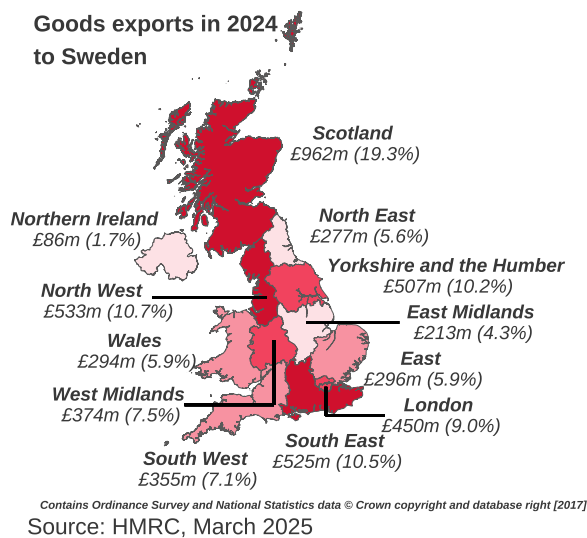 Goods exports in 2024
to Sweden
Scotland
£962m (19.3%)
Northern Ireland
£86m (1.7%)
North East
£277m (5.6%)
Yorkshire and the Humber
£507m (10.2%)
North West
£533m (10.7%)
East Midlands
£213m (4.3%)
Wales
£294m (5.9%)
East
£296m (5.9%)
West Midlands
£374m (7.5%)
London
£450m (9.0%)
South East
£525m (10.5%)
South West
£355m (7.1%)
Contains Ordinance Survey and National Statistics data © Crown copyright and database right [2017]
Source: HMRC, March 2025